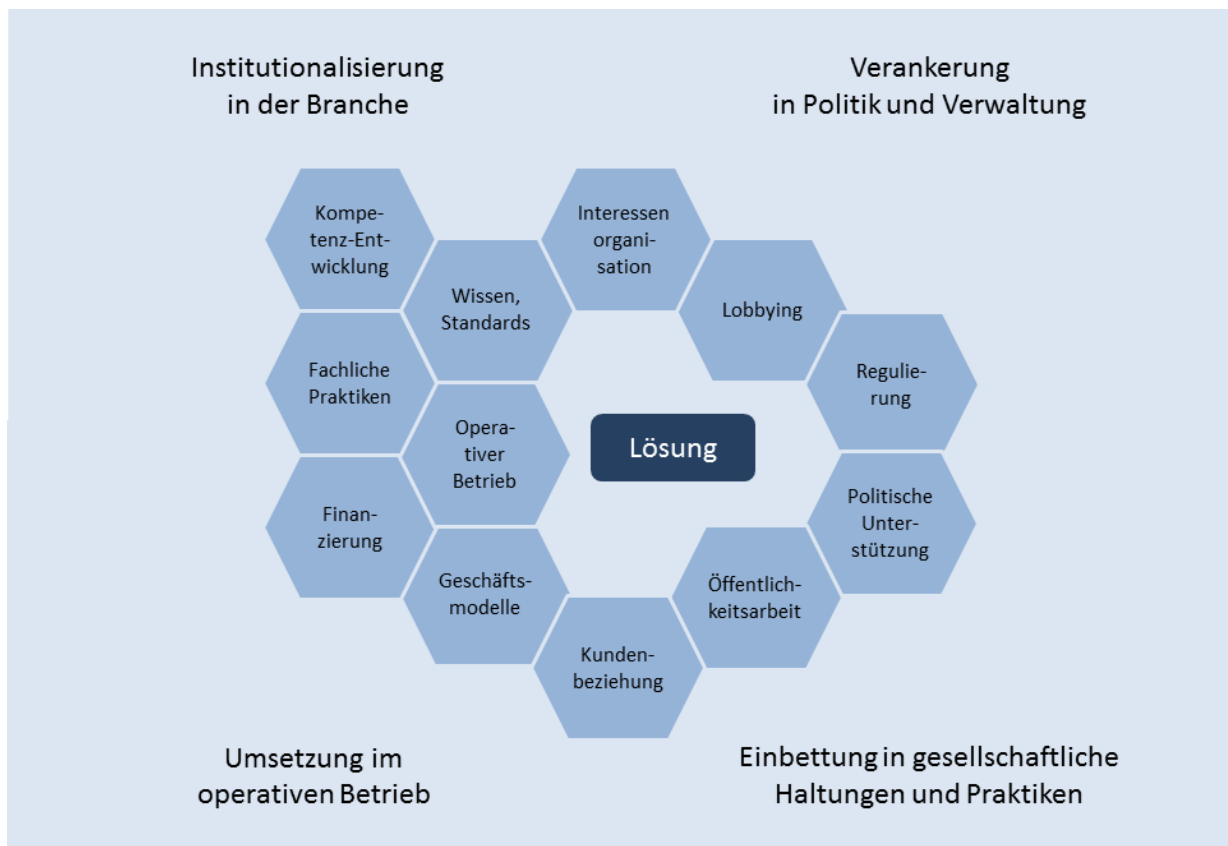 Institutionalisierung
in der Branche
Verankerung
in Politik und Verwaltung
Kompe-
tenz-Ent-
wicklung
Interessen
organi-
sation
Wissen,
Standards
Lobbying
Fachliche
Praktiken
Regulie-
rung
Opera-
tiver
Betrieb
Lösung
Finan-
zierung
Politische
Unter-
stützung
Geschäfts-
modelle
Öffentlich-
keitsarbeit
Kunden-
beziehung
Umsetzung im
operativen Betrieb
Einbettung in gesellschaftliche
Haltungen und Praktiken